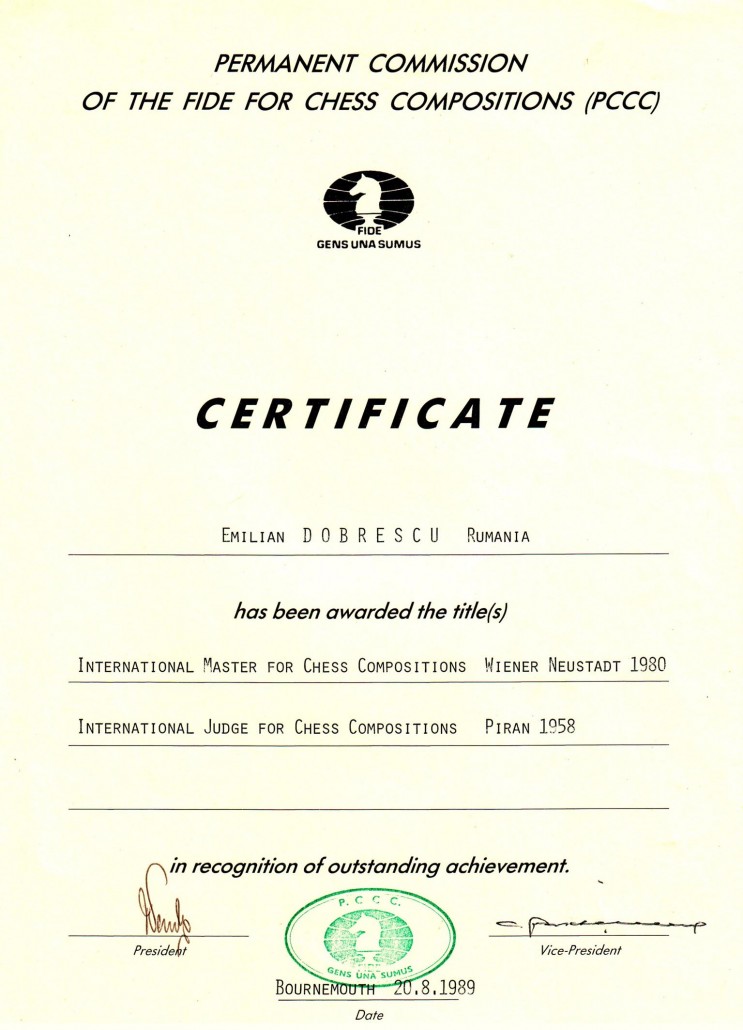 PERMANENT COMMISSION
OF THE FIDE FOR CHESS COMPOSITIONS (PCCC)
FIDE
GENS UNA SUMUS
CERTIFICATE
EMILIAN DOBRESCU RUMANIA
has been awarded the title(s)
INTERNATIONAL MASTER FOR CHESS COMPOSITIONS WIENER NEUSTADT 1980
INTERNATIONAL JUDGE FOR CHESS COMPOSITIONS PIRAN 1958
in recognition of outstanding achievement.
P.C.C.C.
FIDE
GENS UNA SUMUS
President
Vice-President
BOURNEMOUTH 20.8.1989
Date